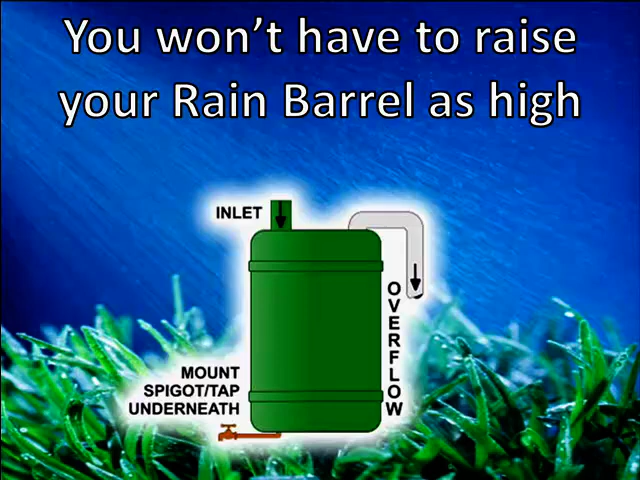 You won’t have to raise
your Rain Barrel as high
INLET
OVERFLOW
MOUNT
SPIGOT/TAP
UNDERNEATH